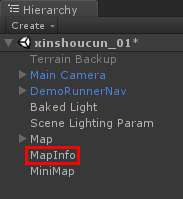 Hierarchy
Create
xinshoucun_01*
Terrain Backup
Main Camera
DemoRunnerNav
Baked Light
Scene Lighting Param
Map
MapInfo
MiniMap